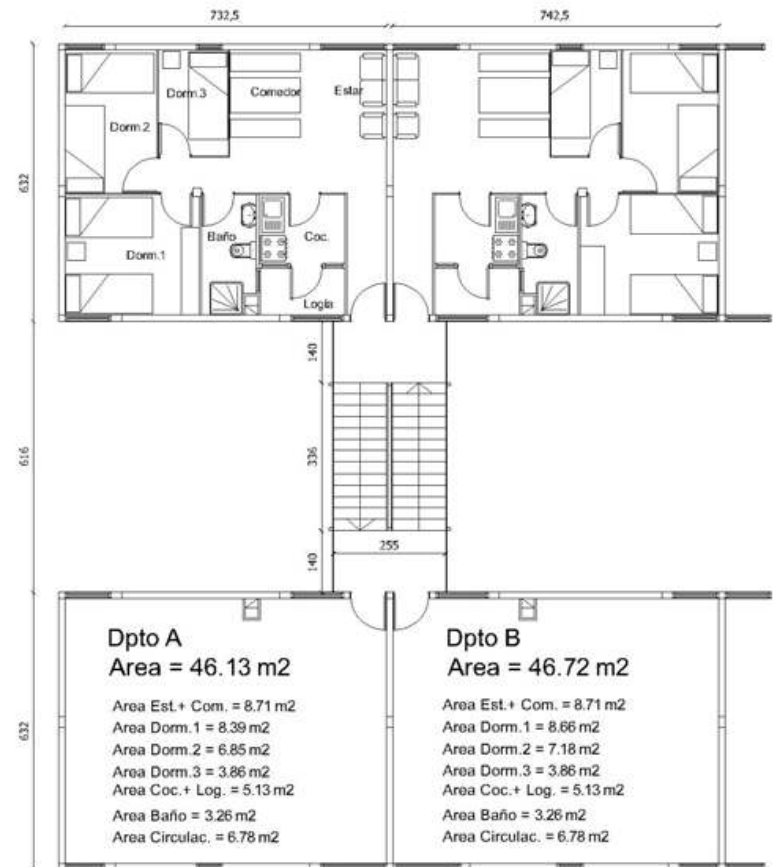 732,5
742,5
Dorm.3
Comedor
Estar
Dorm.2
632
Baño
Coc.
Dorm.1
Logia
140
616
336
255
140
Dpto A
Area = 46.13 m2
Area Est.+ Com. = 8.71 m2
Area Dorm.1 = 8.39 m2
Area Dorm.2 = 6.85 m2
Area Dorm.3 = 3.86 m2
Area Coc.+ Log. = 5.13 m2
Area Baño = 3.26 m2
Area Circulac. = 6.78 m2
Dpto B
Area = 46.72 m2
Area Est.+ Com. = 8.71 m2
Area Dorm.1 = 8.66 m2
Area Dorm.2 = 7.18 m2
Area Dorm.3 = 3.86 m2
Area Coc.+ Log. = 5.13 m2
Area Baño = 3.26 m2
Area Circulac. = 6.78 m2
632